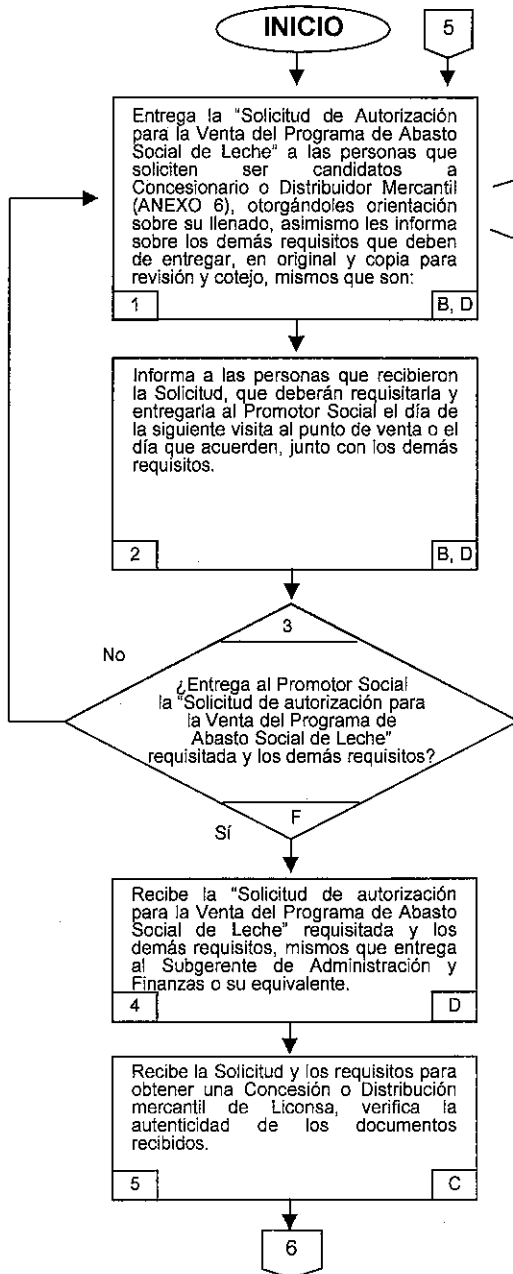 INICIO
5
Entrega la "Solicitud de Autorización
para la Venta del Programa de Abasto
Social de Leche" a las personas que
soliciten ser candidatos a
Concesionario o Distribuidor Mercantil
(ANEXO 6), otorgándoles orientación
sobre su llenado, asimismo les informa
sobre los demás requisitos que deben
de entregar, en original y copia para
revisión y cotejo, mismos que son:
1
B, D
Informa a las personas que recibieron
la Solicitud, que deberán requisitarla y
entregarla al Promotor Social el día de
la siguiente visita al punto de venta o el
día que acuerden, junto con los demás
requisitos.
2
B, D
3
No
¿Entrega al Promotor Social
la "Solicitud de autorización para
la Venta del Programa de
Abasto Social de Leche"
requisitada y los demás requisitos?
F
Sí
Recibe la "Solicitud de autorización
para la Venta del Programa de Abasto
Social de Leche" requisitada y los
demás requisitos, mismos que entrega
al Subgerente de Administración y
Finanzas o su equivalente.
4
D
Recibe la Solicitud y los requisitos para
obtener una Concesión o Distribución
mercantil de Liconsa, verifica la
autenticidad de los documentos
recibidos.
5
C
6